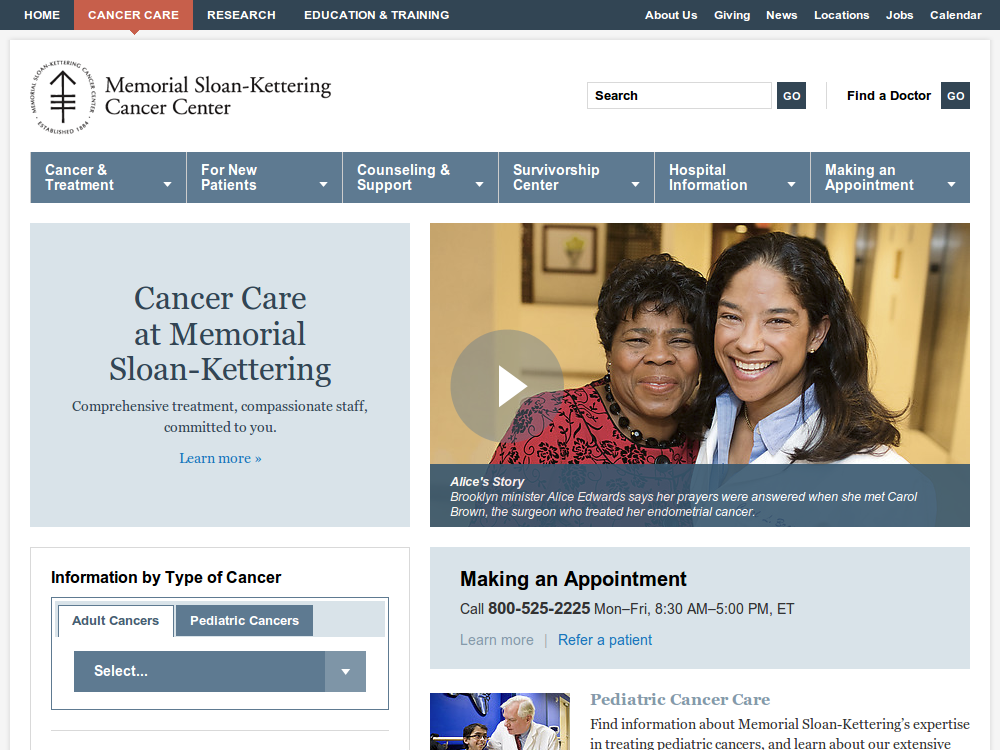 HOME CANCER CARE RESEARCH EDUCATION & TRAINING About Us Giving News Locations Jobs Calendar
MEMORIAL SLOAN-KETTERING CANCER CENTER
· ESTABLISHED 1884 ·
Memorial Sloan-Kettering
Cancer Center
Search GO Find a Doctor GO
Cancer &
Treatment
For New
Patients
Counseling &
Support
Survivorship
Center
Hospital
Information
Making an
Appointment
Cancer Care
at Memorial
Sloan-Kettering
Comprehensive treatment, compassionate staff,
committed to you.
Learn more »
Alice's Story
Brooklyn minister Alice Edwards says her prayers were answered when she met Carol
Brown, the surgeon who treated her endometrial cancer.
Information by Type of Cancer
Adult Cancers Pediatric Cancers
Select...
Making an Appointment
Call 800-525-2225 Mon–Fri, 8:30 AM–5:00 PM, ET
Learn more | Refer a patient
Pediatric Cancer Care
Find information about Memorial Sloan-Kettering's expertise
in treating pediatric cancers, and learn about our extensive